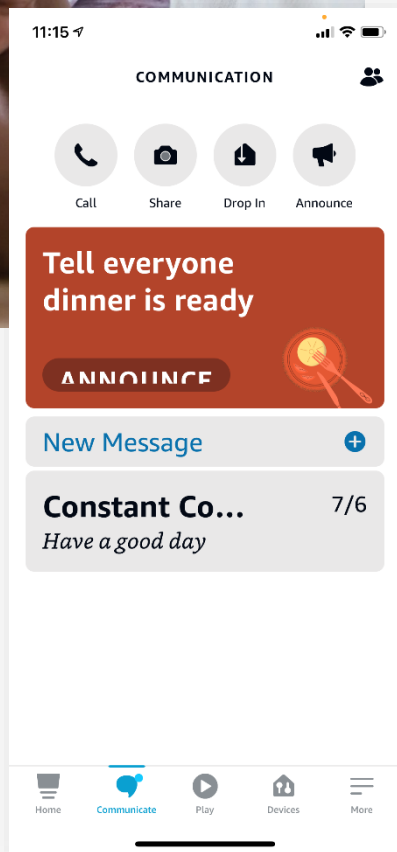 11:15
COMMUNICATION
Call Share Drop In Announce
Tell everyone
dinner is ready
ANNOUNCE
New Message
Constant Co... 7/6
Have a good day
Home Communicate Play Devices More